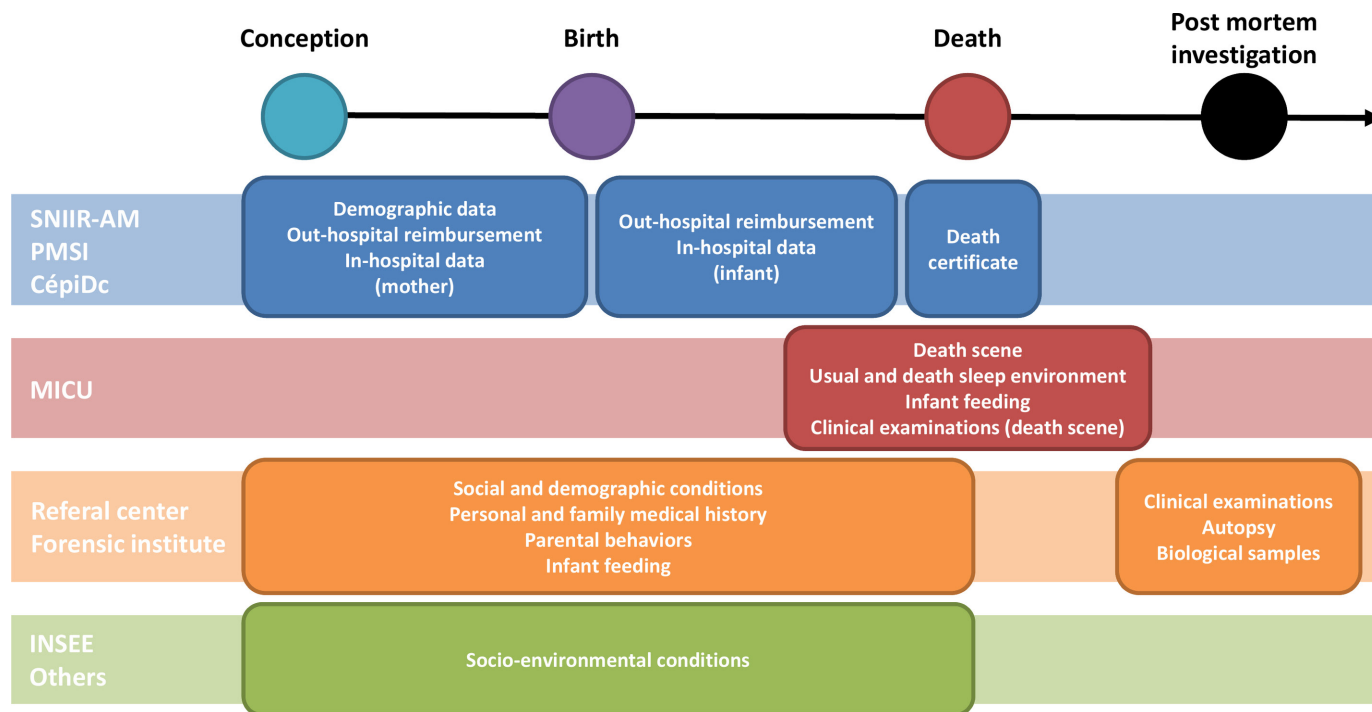 Conception
Birth
Death
Post mortem
investigation
SNIIR-AM
PMSI
CépiDc
Demographic data
Out-hospital reimbursement
In-hospital data
(mother)
Out-hospital reimbursement
In-hospital data
(infant)
Death
certificate
MICU
Death scene
Usual and death sleep environment
Infant feeding
Clinical examinations (death scene)
Referal center
Forensic institute
Social and demographic conditions
Personal and family medical history
Parental behaviors
Infant feeding
Clinical examinations
Autopsy
Biological samples
INSEE
Others
Socio-environmental conditions